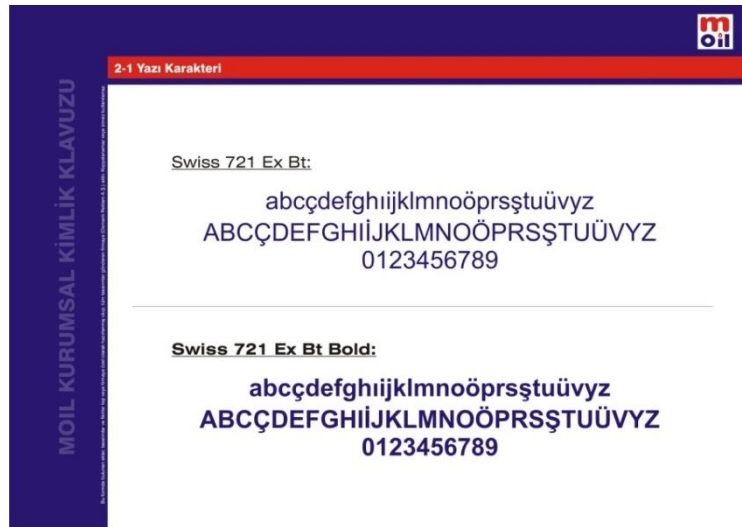 m
oil
2-1 Yazı Karakteri
MOIL KURUMSAL KİMLİK KLAVUZU
Swiss 721 Ex Bt:
abcçdefghıijklmnoöprsştuüvyz
ABCÇDEFGHIİJKLMNOÖPRSŞTUÜVYZ
0123456789
Swiss 721 Ex Bt Bold:
abcçdefghıijklmnoöprsştuüvyz
ABCÇDEFGHIİJKLMNOÖPRSŞTUÜVYZ
0123456789